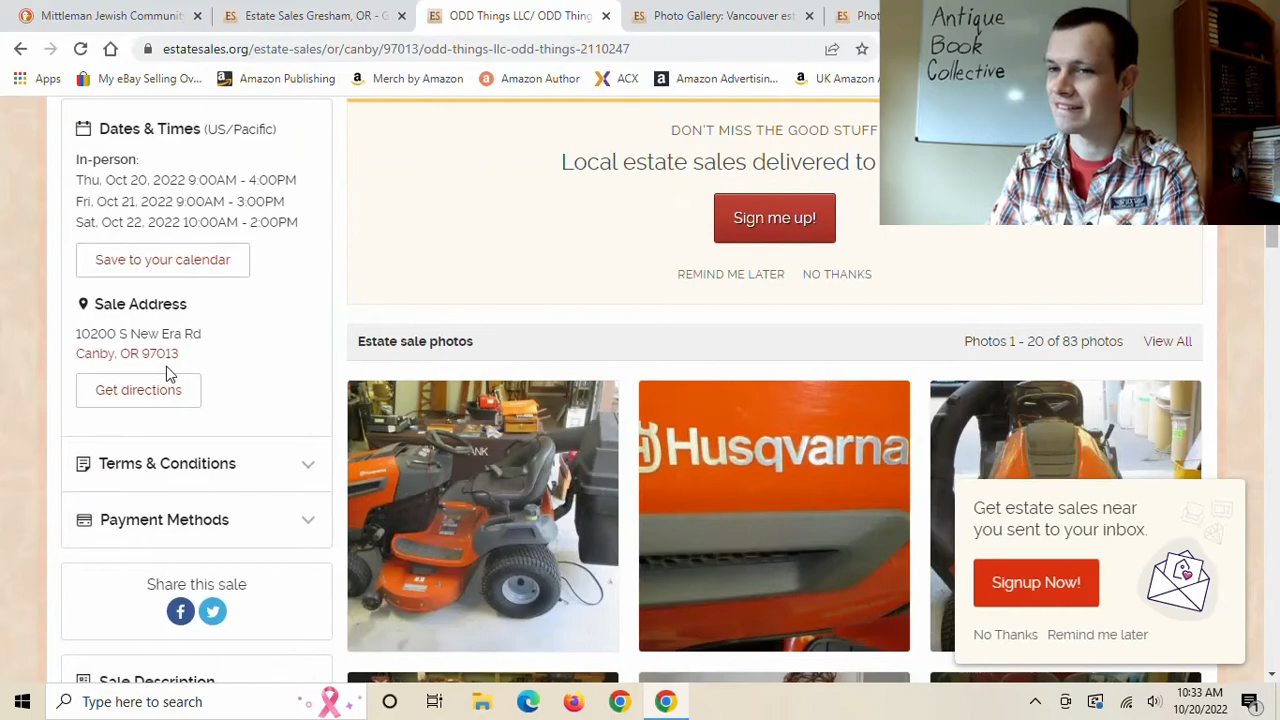 Mittleman Jewish Communit
Estate Sales Gresham, OR - G
ODD Things LLC/ ODD Thing
Photo Gallery: Vancouver est
Phot
estatesales.org/estate-sales/or/canby/97013/odd-things-llc-odd-things-2110247
Apps
My eBay Selling Ov...
Amazon Publishing
Merch by Amazon
Amazon Author
ACX
Amazon Advertisin...
UK Amazon A
Antique
Book
Collective
Dates & Times (US/Pacific)
In-person:
Thu. Oct 20, 2022 9:00AM - 4:00PM
Fri. Oct 21, 2022 9:00AM - 3:00PM
Sat. Oct 22, 2022 10:00AM - 2:00PM
Save to your calendar
Sale Address
10200 S New Era Rd
Canby, OR 97013
Get directions
Terms & Conditions
Payment Methods
Share this sale
Sale Description
DON'T MISS THE GOOD STUFF
Local estate sales delivered to
Sign me up!
REMIND ME LATER NO THANKS
Estate sale photos
Photos 1 - 20 of 83 photos View All
Husqvarna
Get estate sales near
you sent to your inbox.
Signup Now!
No Thanks Remind me later
Type here to search
10:33 AM
10/20/2022
1